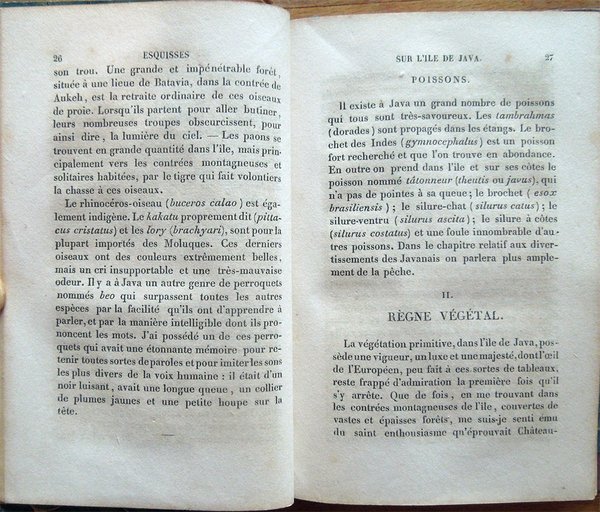 26 ESQUISSES
son trou. Une grande et impénétrable forêt,
située à une lieue de Batavia, dans la contrée de
Aukeh, est la retraite ordinaire de ces oiseaux
de proie. Lorsqu'ils partent pour aller butiner,
leurs nombreuses troupes obscurcissent, pour
ainsi dire, la lumière du ciel. — Les paons se
trouvent en grande quantité dans l'île, mais prin-
cipalement vers les contrées montagneuses et
solitaires habitées, par le tigre qui fait volontiers
la chasse à ces oiseaux.
Le rhinocéros-oiseau (buceros calao) est éga-
lement indigène. Le kakatu proprement dit (pitta-
cus cristatus) et les lory (brachyari), sont pour la
plupart importés des Moluques. Ces derniers
oiseaux ont des couleurs extrêmement belles,
mais un cri insupportable et une très-mauvaise
odeur. Il y a à Java un autre genre de perroquets
nommés beo qui surpassent toutes les autres
espèces par la facilité qu'ils ont d'apprendre à
parler, et par la manière intelligible dont ils pro-
noncent les mots. J'ai possédé un de ces perro-
quets qui avait une étonnante mémoire pour re-
tenir toutes sortes de paroles et pour imiter les sons
les plus divers de la voix humaine : il était d'un
noir luisant, avait une longue queue, un collier
de plumes jaunes et une petite houpe sur la
tête.
SUR L'ILE DE JAVA. 27
POISSONS.
Il existe à Java un grand nombre de poissons
qui tous sont très-savoureux. Les tambrahmas
(dorades) sont propagés dans les étangs. Le bro-
chet des Indes (gymnocephalus) est un poisson
fort recherché et que l'on trouve en abondance.
En outre on prend dans l'île et sur ses côtes le
poisson nommé tâtonneur (theutis ou javus), qui
n'a pas de pointes à sa queue; le brochet (esox
brasiliensis); le silure-chat (silurus catus); le
silure-ventru (silurus ascita); le silure à côtes
(silurus costatus) et une foule innombrable d'au-
tres poissons. Dans le chapitre relatif aux diver-
tissements des Javanais on parlera plus ample-
ment de la pêche.
II.
RÈGNE VÉGÉTAL.
La végétation primitive, dans l'île de Java, pos-
sède une vigueur, un luxe et une majesté, dont l'œil
de l'Européen, peu fait à ces sortes de tableaux,
reste frappé d'admiration la première fois qu'il
s'y arrête. Que de fois, en me trouvant dans
les contrées montagneuses de l'île, couvertes de
vastes et épaisses forêts, me suis-je senti ému
du saint enthousiasme qu'éprouvait Château-